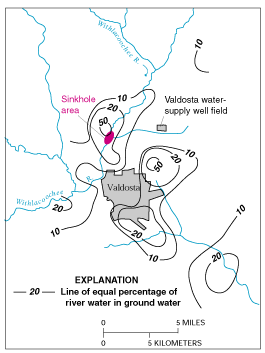 10
Withlacoochee R.
Sinkhole
area
10
20
50
Valdosta water-
supply well field
10
20
50
Valdosta
Withlacoochee R.
20
10
10
20
10
20
EXPLANATION
20 Line of equal percentage of
river water in ground water
0 5 MILES
0 5 KILOMETERS